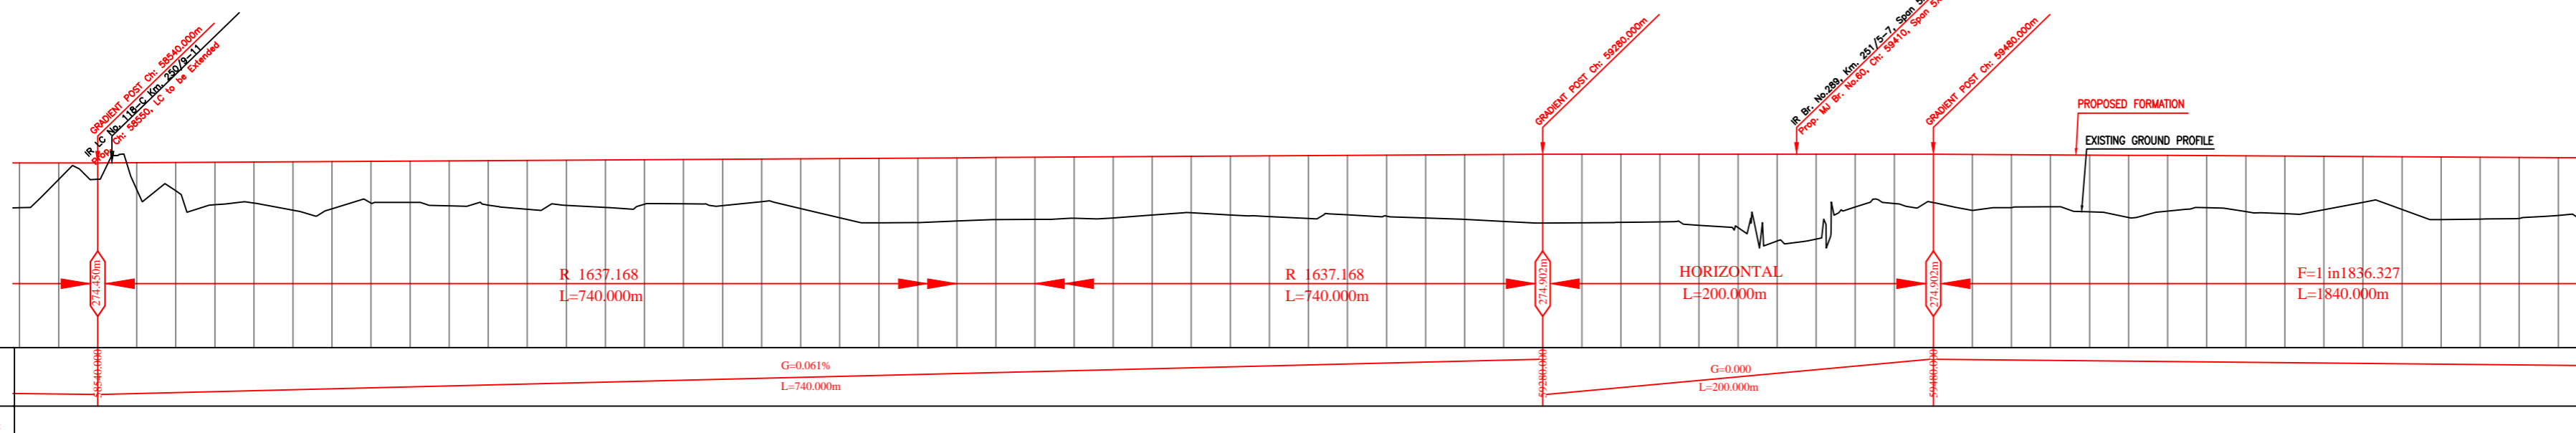 GRADIENT POST Ch: 58540.000m
IR LC No. 118-C Km. 250/9-11
Prop. Ch: 58550, LC to be Extended
GRADIENT POST Ch: 59280.000m
IR Br. No.289, Km. 251/5-7, Span
Prop. MJ Br. No.60, Ch: 59410, Span
GRADIENT POST Ch: 59480.000m
PROPOSED FORMATION
EXISTING GROUND PROFILE
274.450m
R 1637.168
L=740.000m
R 1637.168
L=740.000m
274.902m
HORIZONTAL
L=200.000m
274.902m
F=1 in1836.327
L=1840.000m
58540.000
G=0.061%
L=740.000m
59280.000
G=0.000
L=200.000m
59480.000